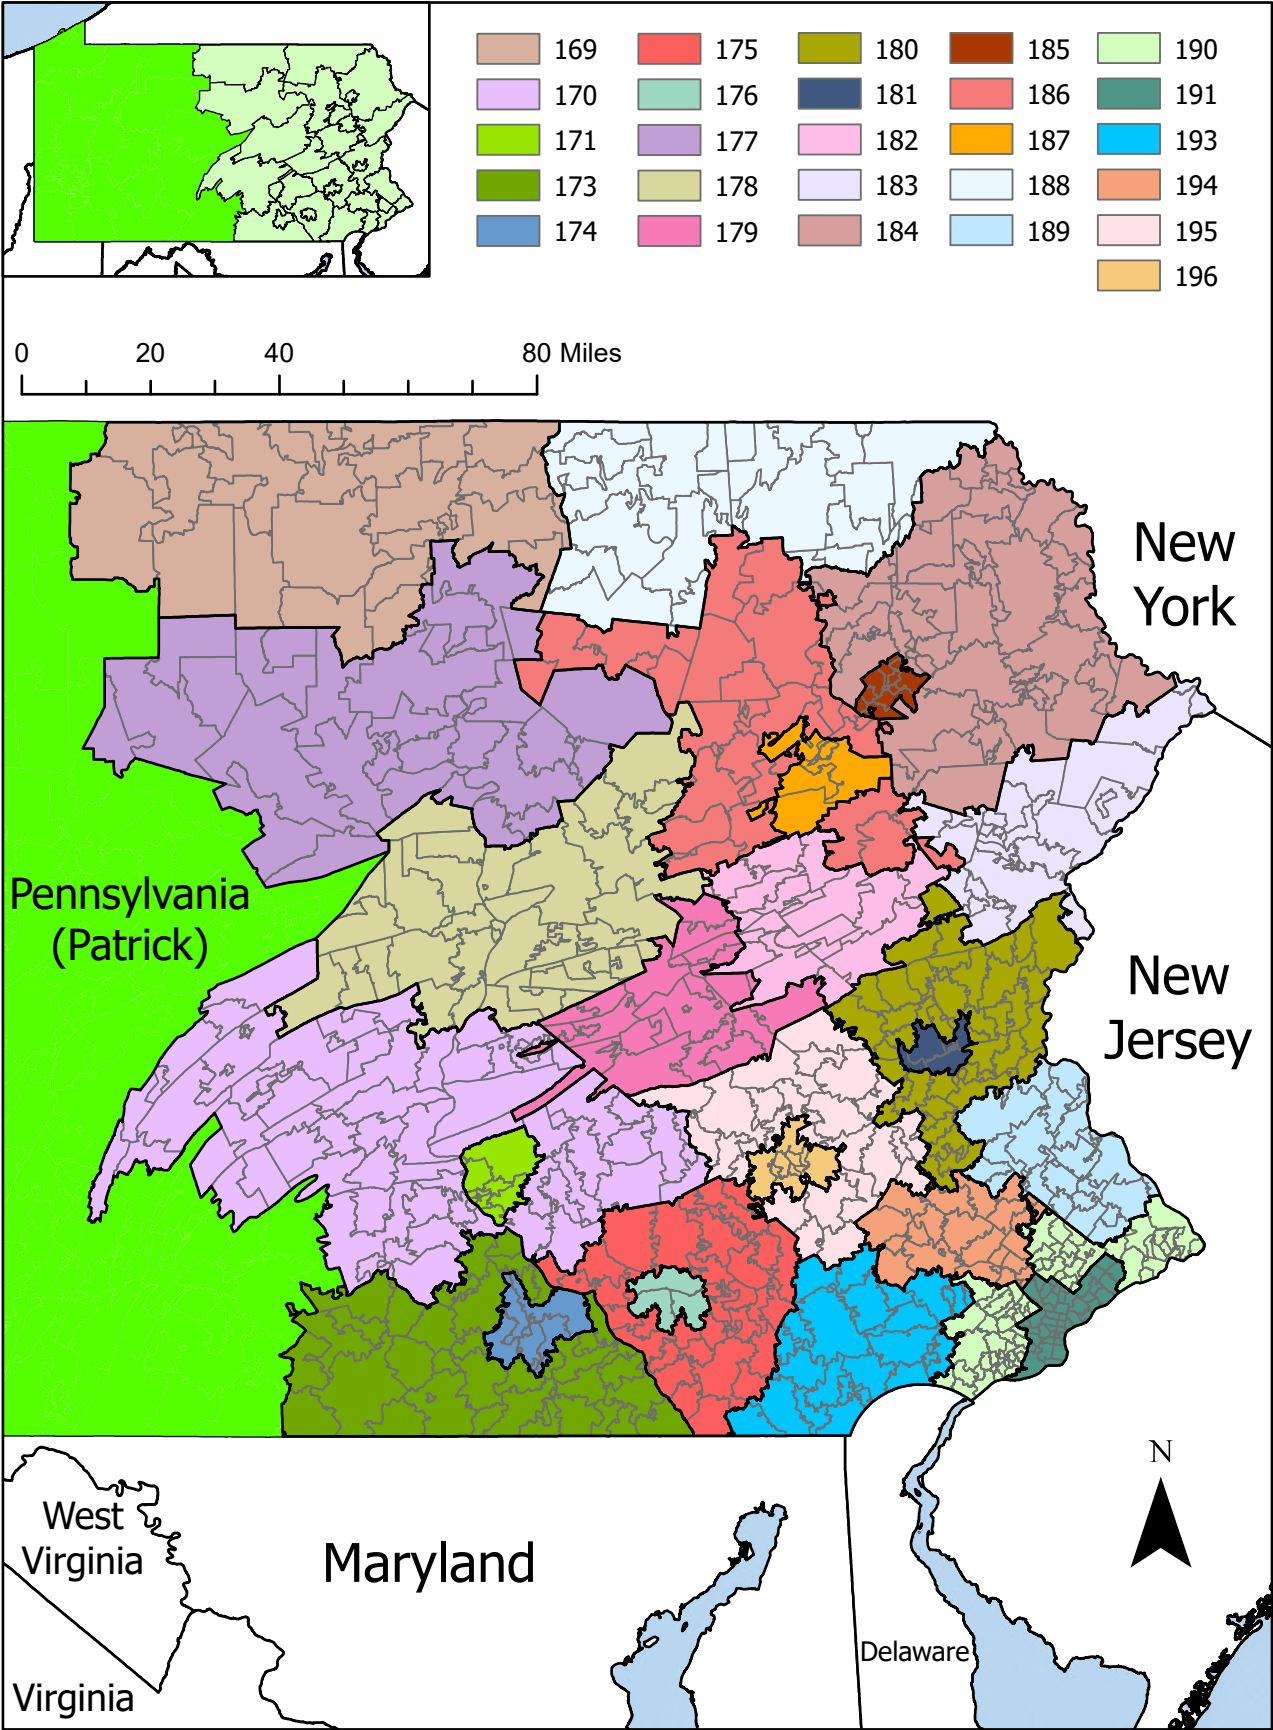 169 175 180 185 190
170 176 181 186 191
171 177 182 187 193
173 178 183 188 194
174 179 184 189 195
196
0 20 40 80 Miles
New
York
Pennsylvania
(Patrick)
New
Jersey
N
West
Virginia
Maryland
Delaware
Virginia